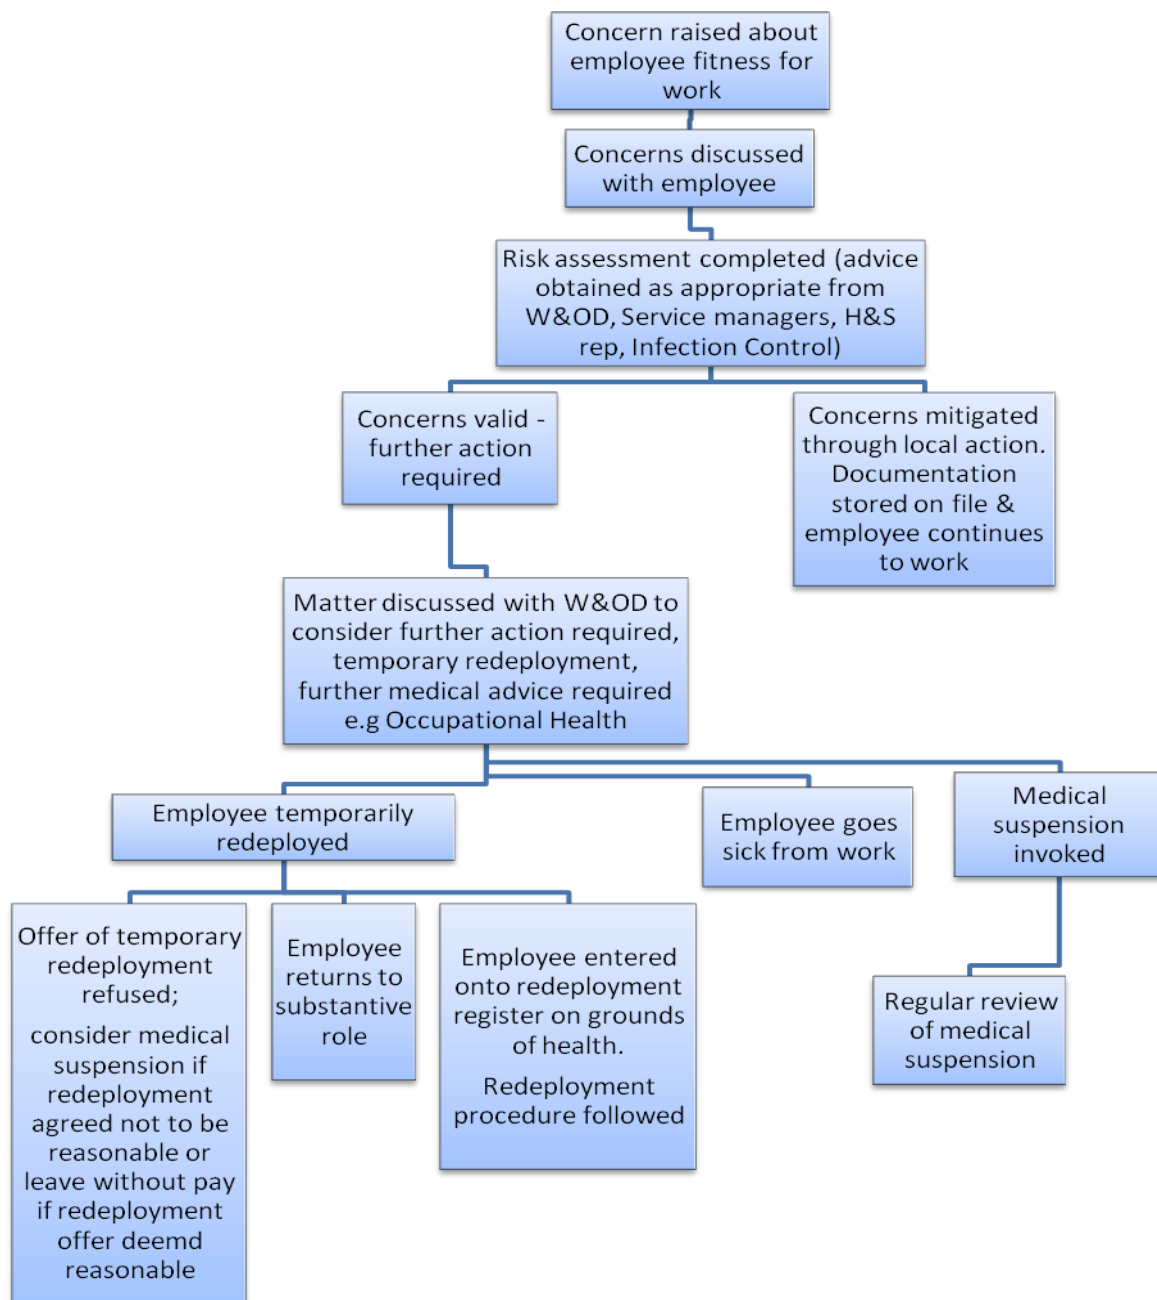 Concern raised about
employee fitness for
work
Concerns discussed
with employee
Risk assessment completed (advice
obtained as appropriate from
W&OD, Service managers, H&S
rep, Infection Control)
Concerns valid -
further action
required
Concerns mitigated
through local action.
Documentation
stored on file &
employee continues
to work
Matter discussed with W&OD to
consider further action required,
temporary redeployment,
further medical advice required
e.g Occupational Health
Employee temporarily
redeployed
Employee goes
sick from work
Medical
suspension
invoked
Offer of temporary
redeployment
refused;
consider medical
suspension if
redeployment
agreed not to be
reasonable or
leave without pay
if redeployment
offer deemd
reasonable
Employee
returns to
substantive
role
Employee entered
onto redeployment
register on grounds
of health.
Redeployment
procedure followed
Regular review
of medical
suspension